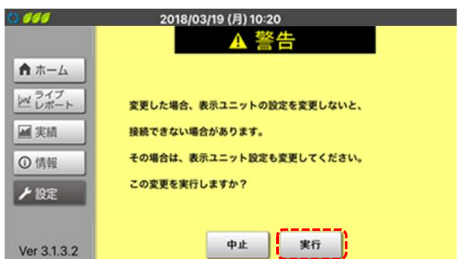 2018/03/19 (月) 10:20
警告
ホーム
ライブ
レポート
実績
情報
設定
変更した場合、表示ユニットの設定を変更しないと、
接続できない場合があります。
その場合は、表示ユニット設定も変更してください。
この変更を実行しますか？
中止
実行
Ver 3.1.3.2